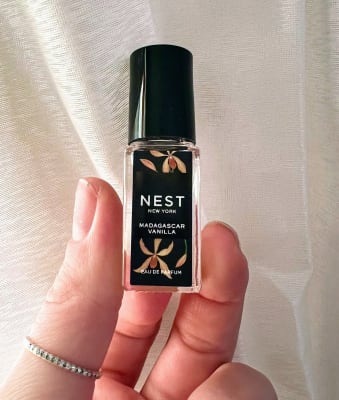 NEST
NEW YORK
MADAGASCAR
VANILLA
EAU DE PARFUM